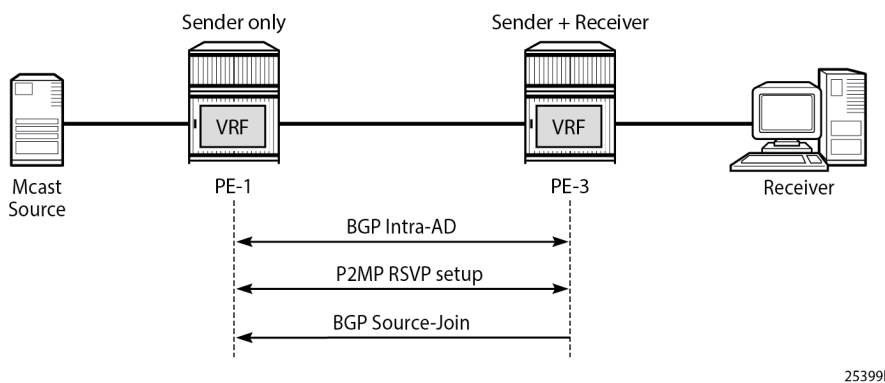 Sender only
Sender + Receiver
VRF
VRF
Mcast
Source
PE-1
PE-3
Receiver
BGP Intra-AD
P2MP RSVP setup
BGP Source-Join